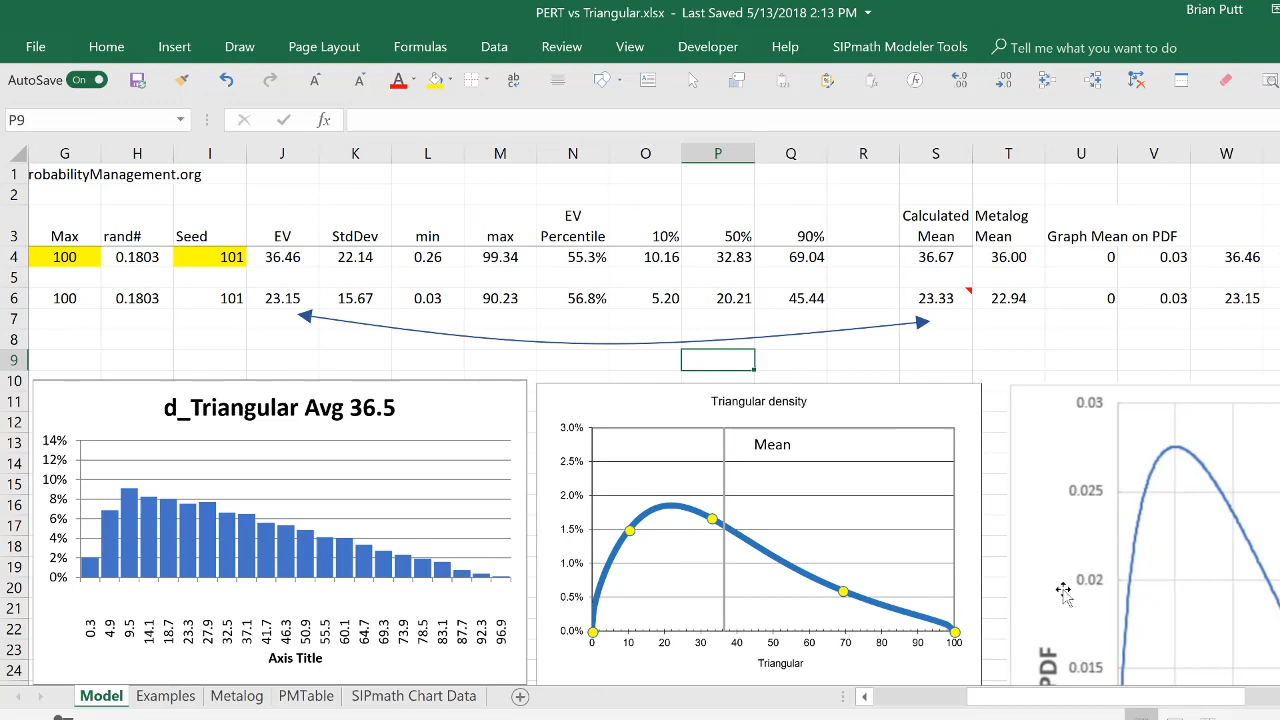 PERT vs Triangular.xlsx - Last Saved 5/13/2018 2:13 PM
Brian Putt
File Home Insert Draw Page Layout Formulas Data Review View Developer Help SIPmath Modeler Tools Tell me what you want to do
AutoSave On
P9 fx
G H I J K L M N O P Q R S T U V W
1 robabilityManagement.org
2
EV Calculated Metalog
3 Max rand# Seed EV StdDev min max Percentile 10% 50% 90% Mean Mean Graph Mean on PDF
4 100 0.1803 101 36.46 22.14 0.26 99.34 55.3% 10.16 32.83 69.04 36.67 36.00 0 0.03 36.46
6 100 0.1803 101 23.15 15.67 0.03 90.23 56.8% 5.20 20.21 45.44 23.33 22.94 0 0.03 23.15
7
8
9
10
11
12
13
14
15
16
17
18
19
20
21
22
23
24
d_Triangular Avg 36.5
14%
12%
10%
8%
6%
4%
2%
0%
0.3 4.9 9.5 14.1 18.7 23.3 27.9 32.5 37.1 41.7 46.3 50.9 55.5 60.1 64.7 69.3 73.9 78.5 83.1 87.7 92.3 96.9
Axis Title
Triangular density
Mean
3.0%
2.5%
2.0%
1.5%
1.0%
0.5%
0.0%
0 10 20 30 40 50 60 70 80 90 100
Triangular
0.03
0.025
0.02
0.015
PDF
Model Examples Metalog PMTable SIPmath Chart Data